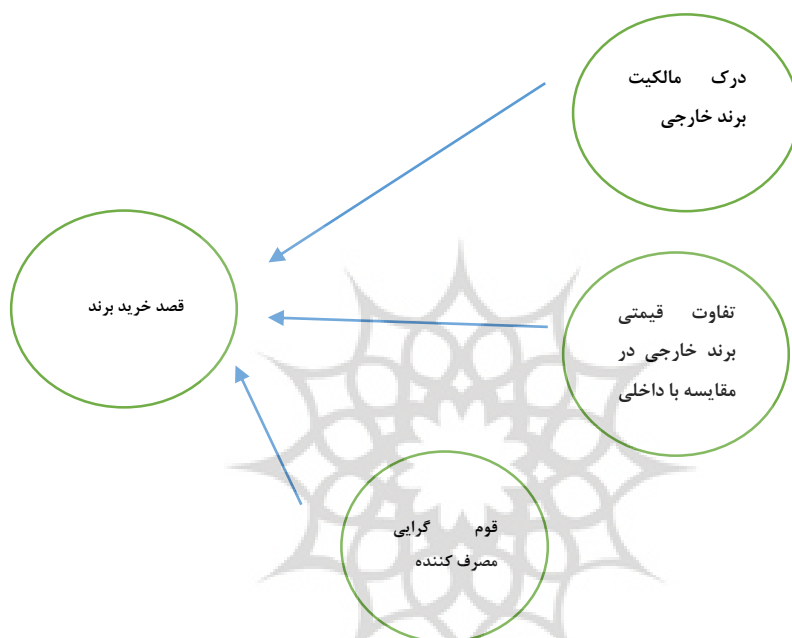 درک مالکیت
برند خارجی
قصد خرید برند
تفاوت قیمتی
برند خارجی در
مقایسه با داخلی
قوم گرایی
مصرف کننده